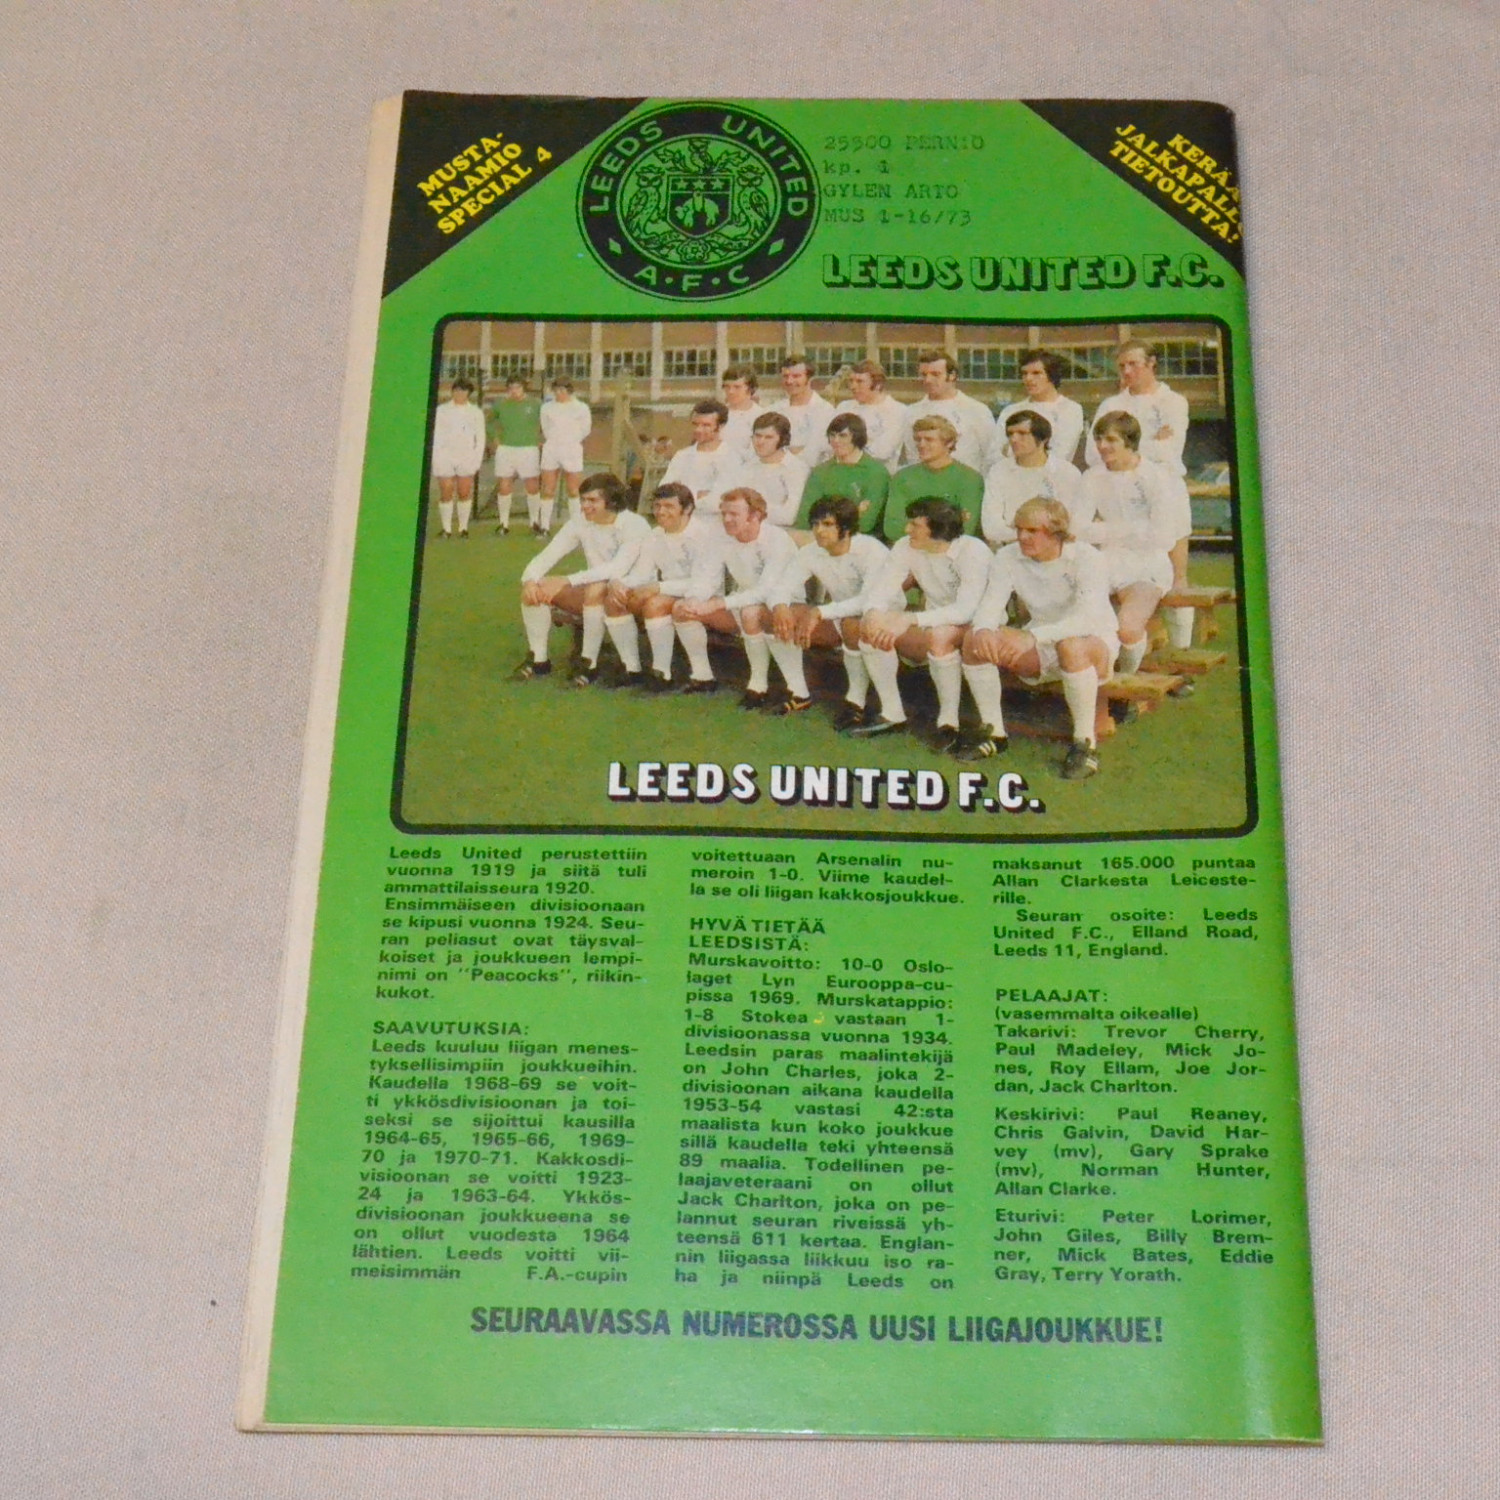 MUSTA-
NAAMIO
SPECIAL 4
LEEDS UNITED
A·F·C
25500 PERNIO
kp. 1
GYLEN ARTO
MUS 1-16/73
KERÄÄ
JALKAPALLO
TIETOUTTA!
LEEDS UNITED F.C.
LEEDS UNITED F.C.
Leeds United perustettiin
vuonna 1919 ja siitä tuli
ammattilaisseura 1920.
Ensimmäiseen divisioonaan
se kipusi vuonna 1924. Seu-
ran peliasut ovat täysval-
koiset ja joukkueen lempi-
nimi on "Peacocks", riikin-
kukot.
SAAVUTUKSIA:
Leeds kuuluu liigan menes-
tyksellisimpiin joukkueihin.
Kaudella 1968-69 se voit-
ti ykkösdivisioonan ja toi-
seksi se sijoittui kausilla
1964-65, 1965-66, 1969-
70 ja 1970-71. Kakkosdi-
visioonan se voitti 1923-
24 ja 1963-64. Ykkös-
divisioonan joukkueena se
on ollut vuodesta 1964
lähtien. Leeds voitti vii-
meisimmän F.A.-cupin
voitettuaan Arsenalin nu-
meroin 1-0. Viime kaudel-
la se oli liigan kakkosjoukkue.
HYVÄ TIETÄÄ
LEEDSISTÄ:
Murskavoitto: 10-0 Oslo-
laget Lyn Eurooppa-cu-
pissa 1969. Murskatappio:
1-8 Stokea vastaan 1-
divisioonassa vuonna 1934.
Leedsin paras maalintekijä
on John Charles, joka 2-
divisioonan aikana kaudella
1953-54 vastasi 42:sta
maalista kun koko joukkue
sillä kaudella teki yhteensä
89 maalia. Todellinen pe-
laajaveteraani on ollut
Jack Charlton, joka on pe-
lannut seuran riveissä yh-
teensä 611 kertaa. Englan-
nin liigassa liikkuu iso ra-
ha ja niinpä Leeds on
maksanut 165.000 puntaa
Allan Clarkesta Leiceste-
rille.
Seuran osoite: Leeds
United F.C., Elland Road,
Leeds 11, England.
PELAAJAT:
(vasemmalta oikealle)
Takarivi: Trevor Cherry,
Paul Madeley, Mick Jo-
nes, Roy Ellam, Joe Jor-
dan, Jack Charlton.
Keskirivi: Paul Reaney,
Chris Galvin, David Har-
vey (mv), Gary Sprake
(mv), Norman Hunter,
Allan Clarke.
Eturivi: Peter Lorimer,
John Giles, Billy Brem-
ner, Mick Bates, Eddie
Gray, Terry Yorath.
SEURAAVASSA NUMEROSSA UUSI LIIGAJOUKKUE!